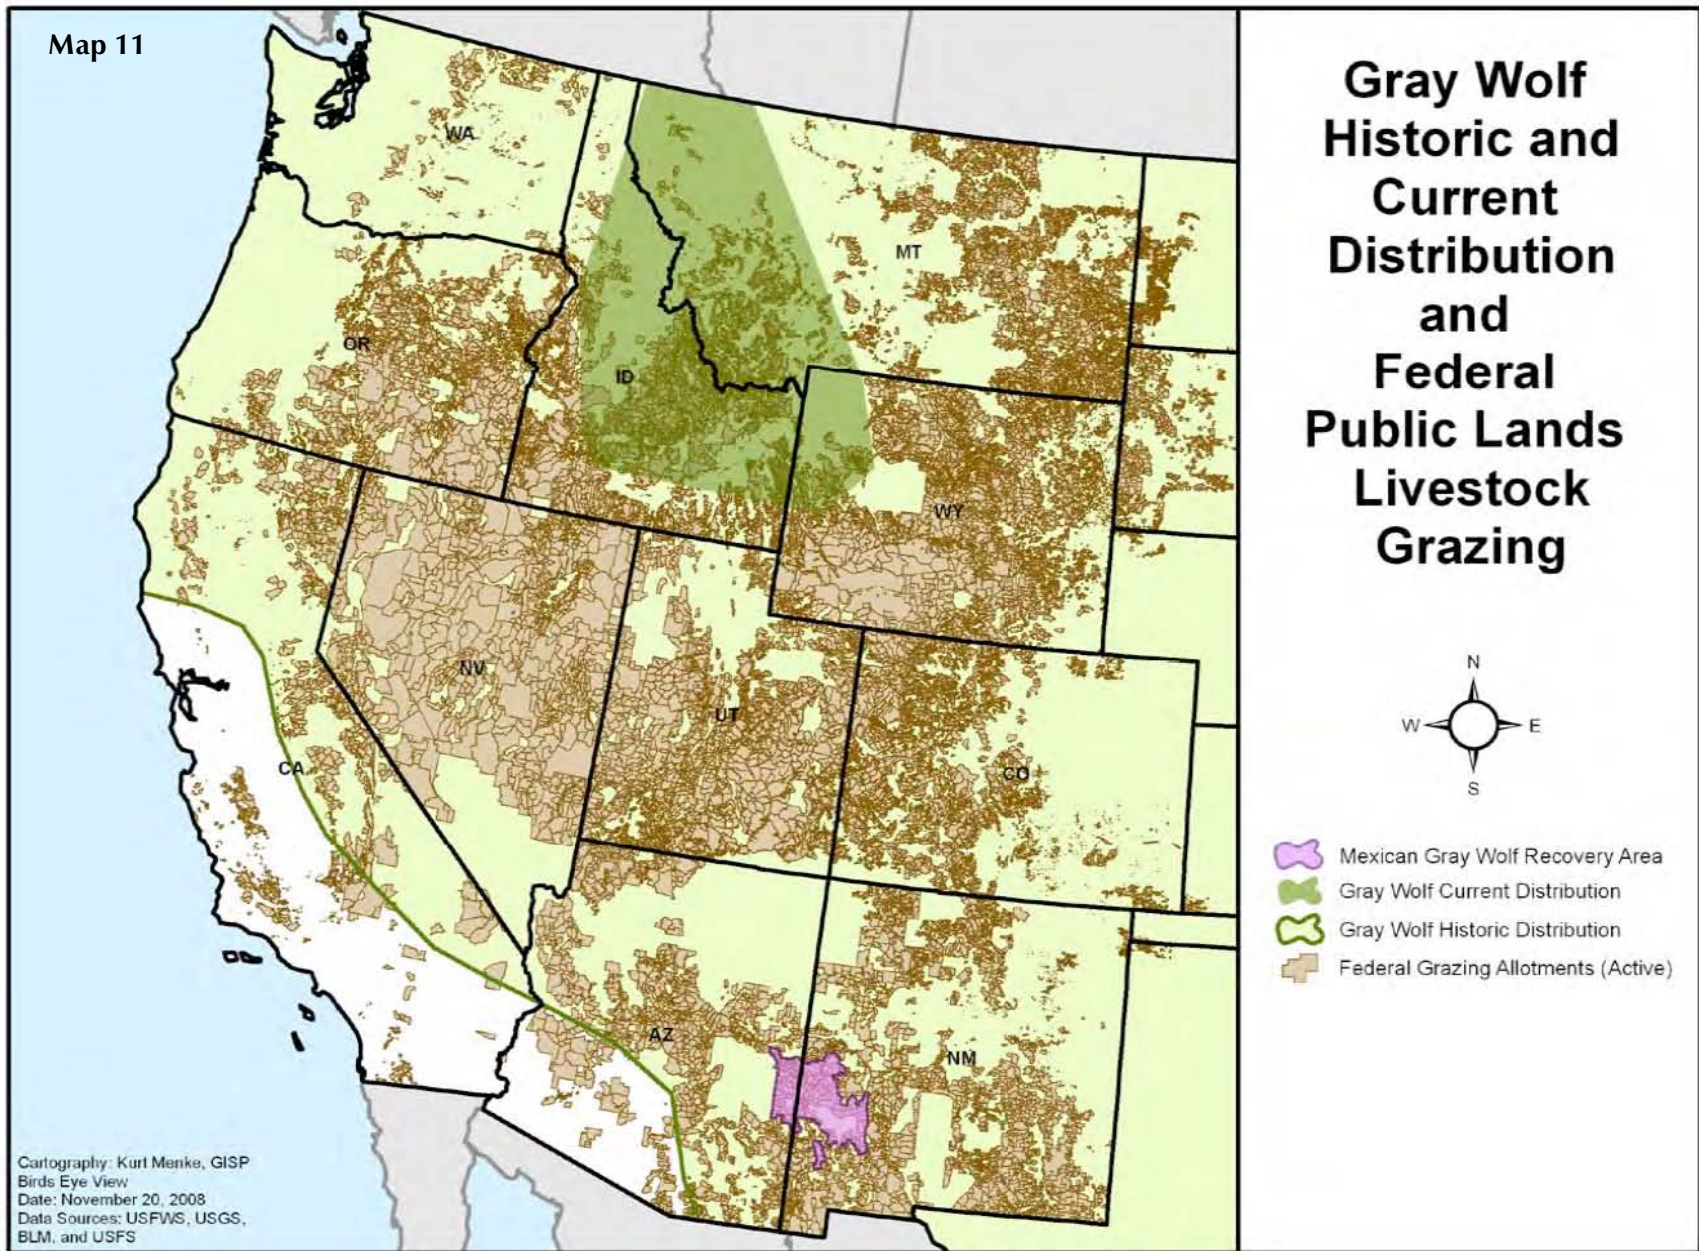 Map 11
Gray Wolf
Historic and
Current
Distribution
and
Federal
Public Lands
Livestock
Grazing
WA
MT
OR
ID
WY
NV
UT
CO
CA
AZ
NM
N
W
E
S
Mexican Gray Wolf Recovery Area
Gray Wolf Current Distribution
Gray Wolf Historic Distribution
Federal Grazing Allotments (Active)
Cartography: Kurt Menke, GISP
Birds Eye View
Date: November 20, 2008
Data Sources: USFWS, USGS,
BLM, and USFS